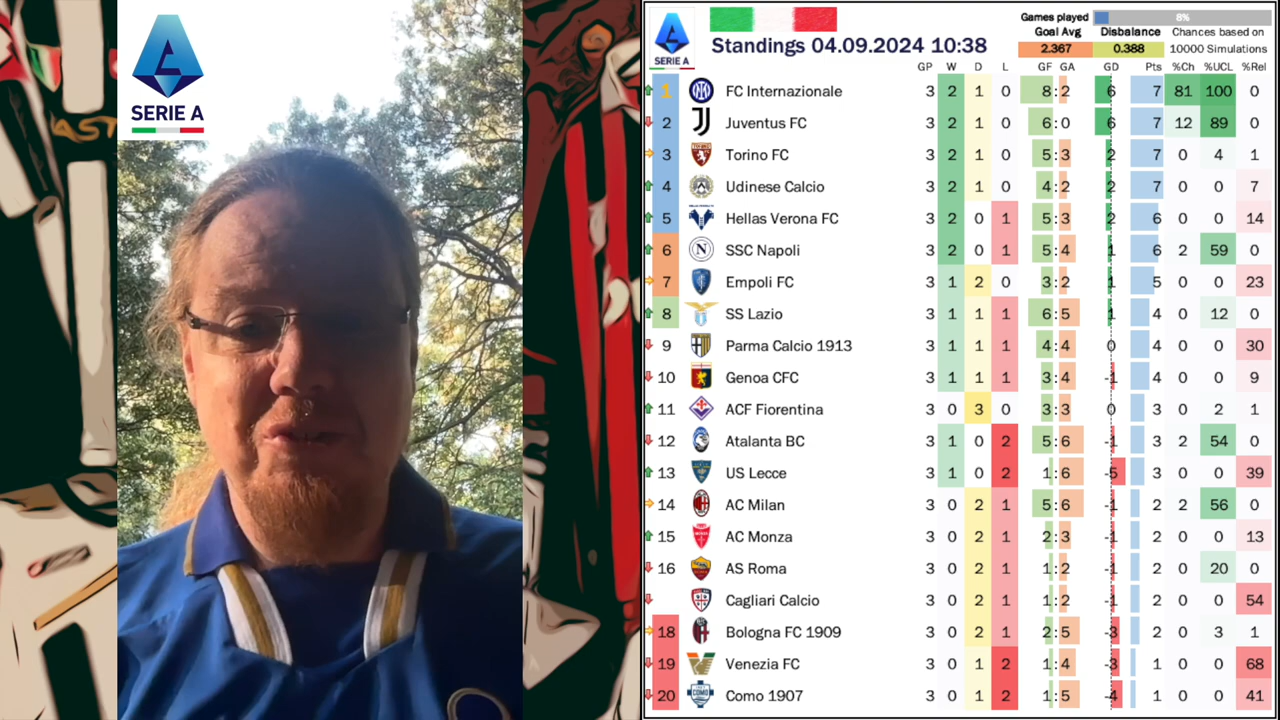 SERIE A
AST
SERIE A
Standings 04.09.2024 10:38
Games played 8%
Goal Avg Disbalance Chances based on
2.367 0.388 10000 Simulations
GP W D L GF GA GD Pts %Ch %UCL %Rel
1 FC Internazionale 3 2 1 0 8:2 6 7 81 100 0
2 Juventus FC 3 2 1 0 6:0 6 7 12 89 0
3 Torino FC 3 2 1 0 5:3 2 7 0 4 1
4 Udinese Calcio 3 2 1 0 4:2 2 7 0 0 7
5 Hellas Verona FC 3 2 0 1 5:3 2 6 0 0 14
6 SSC Napoli 3 2 0 1 5:4 1 6 2 59 0
7 Empoli FC 3 1 2 0 3:2 1 5 0 0 23
8 SS Lazio 3 1 1 1 6:5 1 4 0 12 0
9 Parma Calcio 1913 3 1 1 1 4:4 0 4 0 0 30
10 Genoa CFC 3 1 1 1 3:4 -1 4 0 0 9
11 ACF Fiorentina 3 0 3 0 3:3 0 3 0 2 1
12 Atalanta BC 3 1 0 2 5:6 -1 3 2 54 0
13 US Lecce 3 1 0 2 1:6 -5 3 0 0 39
14 AC Milan 3 0 2 1 5:6 -1 2 2 56 0
15 AC Monza 3 0 2 1 2:3 -1 2 0 0 13
16 AS Roma 3 0 2 1 1:2 -1 2 0 20 0
Cagliari Calcio 3 0 2 1 1:2 -1 2 0 0 54
18 Bologna FC 1909 3 0 2 1 2:5 -3 2 0 3 1
19 Venezia FC 3 0 1 2 1:4 -3 1 0 0 68
20 Como 1907 3 0 1 2 1:5 -4 1 0 0 41